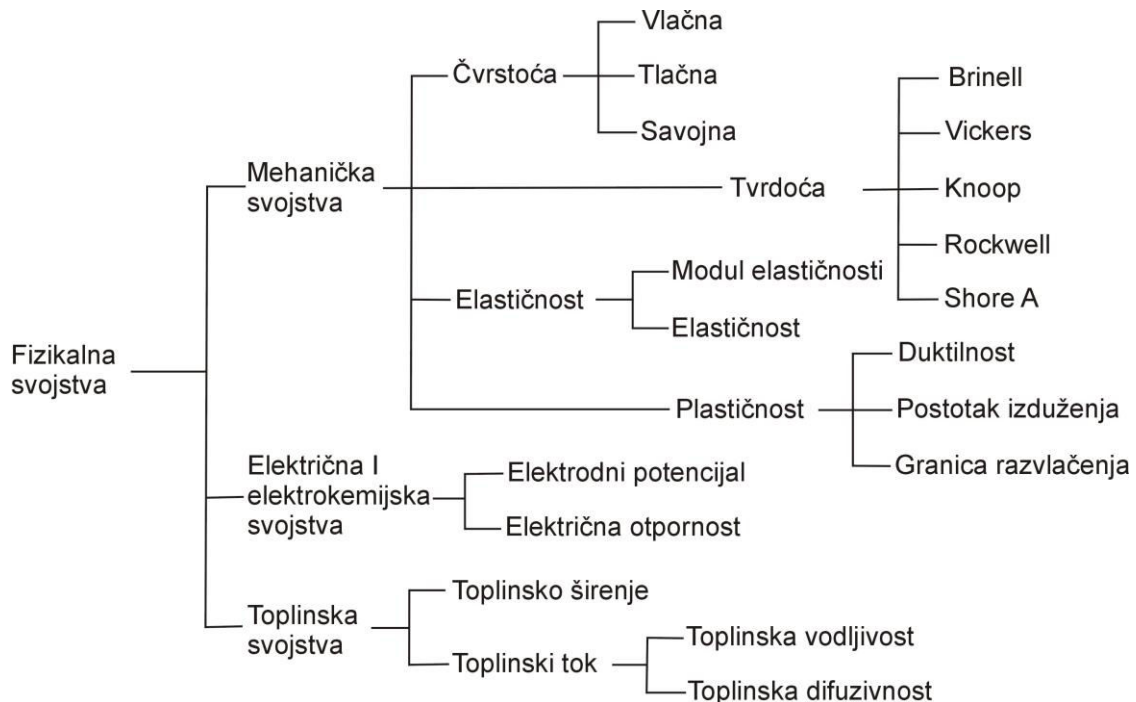 Fizikalna
svojstva
Mehanička
svojstva
Čvrstoća
Vlačna
Tlačna
Savojna
Tvrdoća
Brinell
Vickers
Knoop
Rockwell
Shore A
Elastičnost
Modul elastičnosti
Elastičnost
Plastičnost
Duktilnost
Postotak izduženja
Granica razvlačenja
Električna I
elektrokemijska
svojstva
Elektrodni potencijal
Električna otpornost
Toplinska
svojstva
Toplinsko širenje
Toplinski tok
Toplinska vodljivost
Toplinska difuzivnost